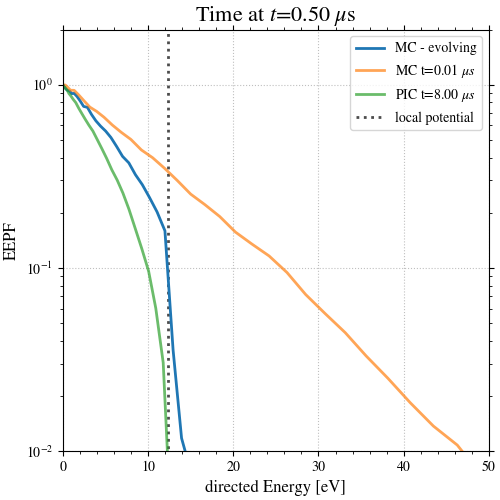 Time at t=0.50 μs
MC - evolving
MC t=0.01 μs
PIC t=8.00 μs
local potential
EEPF
10⁰
10⁻¹
10⁻²
0 10 20 30 40 50
directed Energy [eV]